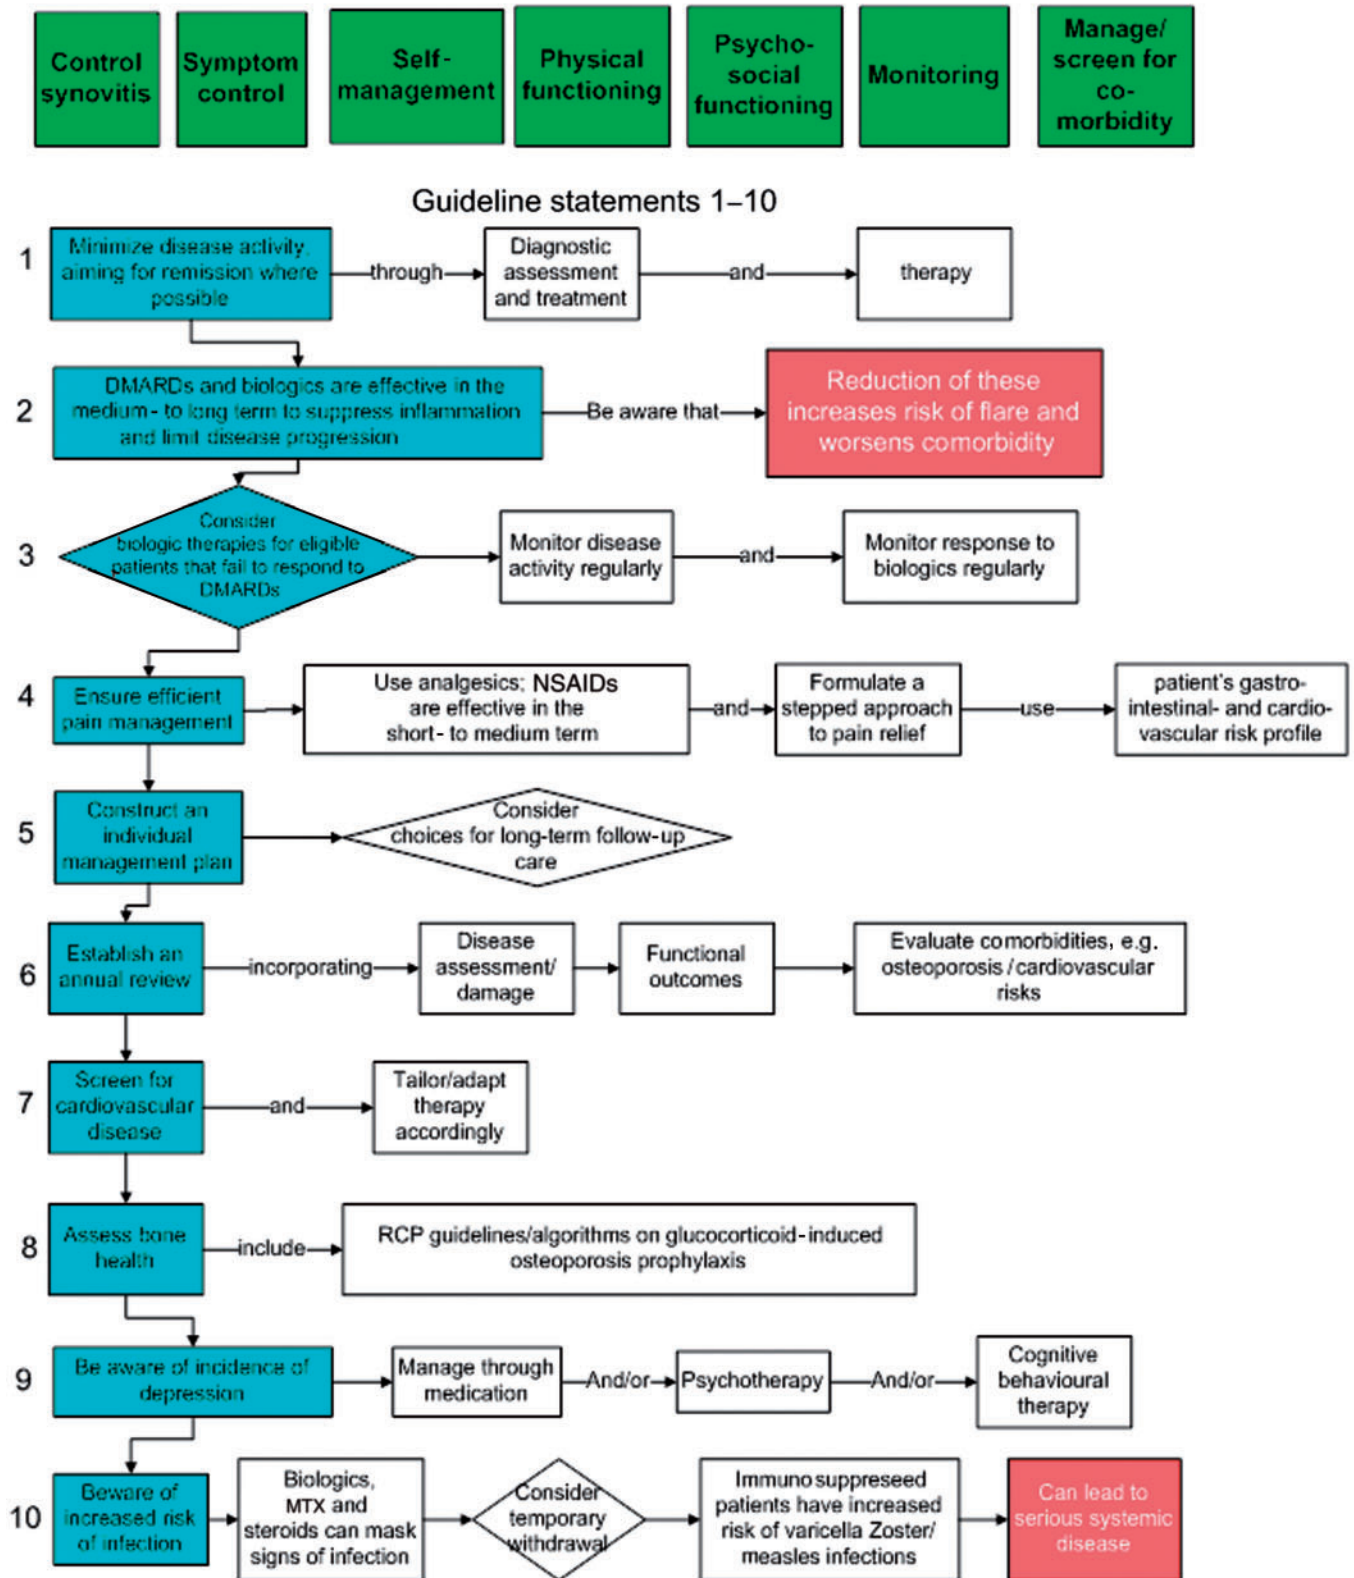 Control
synovitis
Symptom
control
Self-
management
Physical
functioning
Psycho-
social
functioning
Monitoring
Manage/
screen for
co-
morbidity
Guideline statements 1–10
1
Minimize disease activity,
aiming for remission where
possible
through
Diagnostic
assessment
and treatment
and
therapy
2
DMARDs and biologics are effective in the
medium- to long term to suppress inflammation
and limit disease progression
Be aware that
Reduction of these
increases risk of flare and
worsens comorbidity
3
Consider
biologic therapies for eligible
patients that fail to respond to
DMARDs
Monitor disease
activity regularly
and
Monitor response to
biologics regularly
4
Ensure efficient
pain management
Use analgesics; NSAIDs
are effective in the
short- to medium term
and
Formulate a
stepped approach
to pain relief
use
patient's gastro-
intestinal- and cardio-
vascular risk profile
5
Construct an
individual
management plan
Consider
choices for long-term follow-up
care
6
Establish an
annual review
incorporating
Disease
assessment/
damage
Functional
outcomes
Evaluate comorbidities, e.g.
osteoporosis/cardiovascular
risks
7
Screen for
cardiovascular
disease
and
Tailor/adapt
therapy
accordingly
8
Assess bone
health
include
RCP guidelines/algorithms on glucocorticoid-induced
osteoporosis prophylaxis
9
Be aware of incidence of
depression
Manage through
medication
And/or
Psychotherapy
And/or
Cognitive
behavioural
therapy
10
Beware of
increased risk
of infection
Biologics,
MTX and
steroids can mask
signs of infection
Consider
temporary
withdrawal
Immuno suppreseed
patients have increased
risk of varicella Zoster/
measles infections
Can lead to
serious systemic
disease